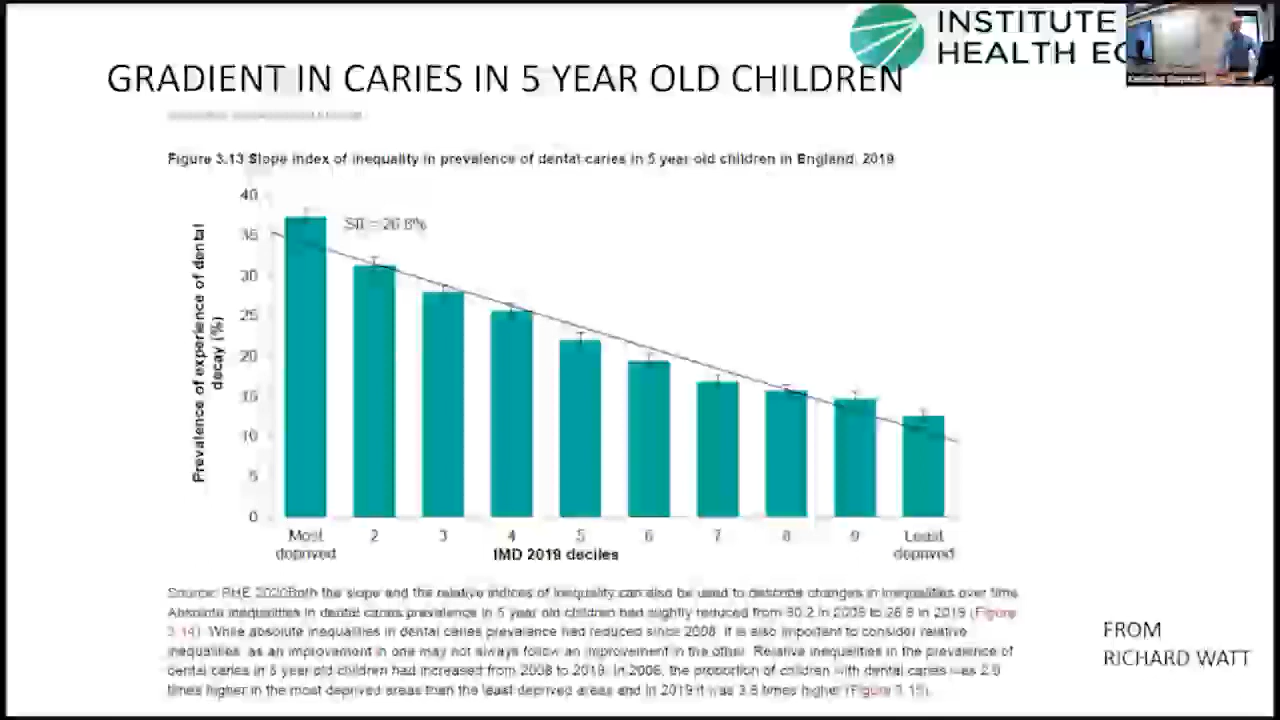 INSTITUTE
HEALTH EQ
GRADIENT IN CARIES IN 5 YEAR OLD CHILDREN
Figure 3.13 Slope index of inequality in prevalence of dental caries in 5 year old children in England, 2019
Prevalence of experience of dental
decay (%)
40
35
30
25
20
15
10
5
0
SII = 26.8%
Most
deprived
2
3
4
5
6
7
8
9
Least
deprived
IMD 2019 deciles
Source: PHE 2020Both the slope and the relative indices of inequality can also be used to describe changes in inequalities over time
Absolute inequalities in dental caries prevalence in 5 year old children had slightly reduced from 30.2 in 2008 to 26.8 in 2019 (Figure
3.14). While absolute inequalities in dental caries prevalence had reduced since 2008, it is also important to consider relative
inequalities, as an improvement in one may not always follow an improvement in the other. Relative inequalities in the prevalence of
dental caries in 5 year old children had increased from 2008 to 2019. In 2008, the proportion of children with dental caries was
times higher in the most deprived areas than the least deprived areas and in 2019 it was times higher (Figure 3.15).
FROM
RICHARD WATT